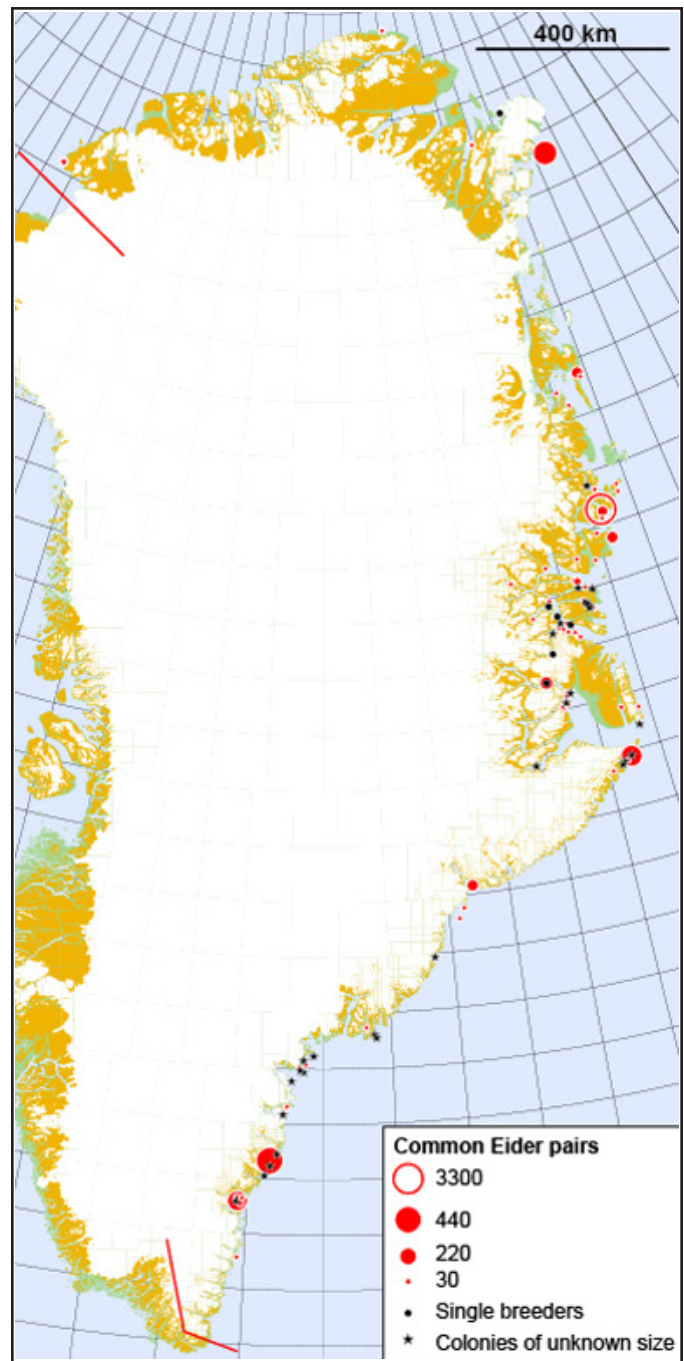 400 km
Common Eider pairs
3300
440
220
30
Single breeders
Colonies of unknown size